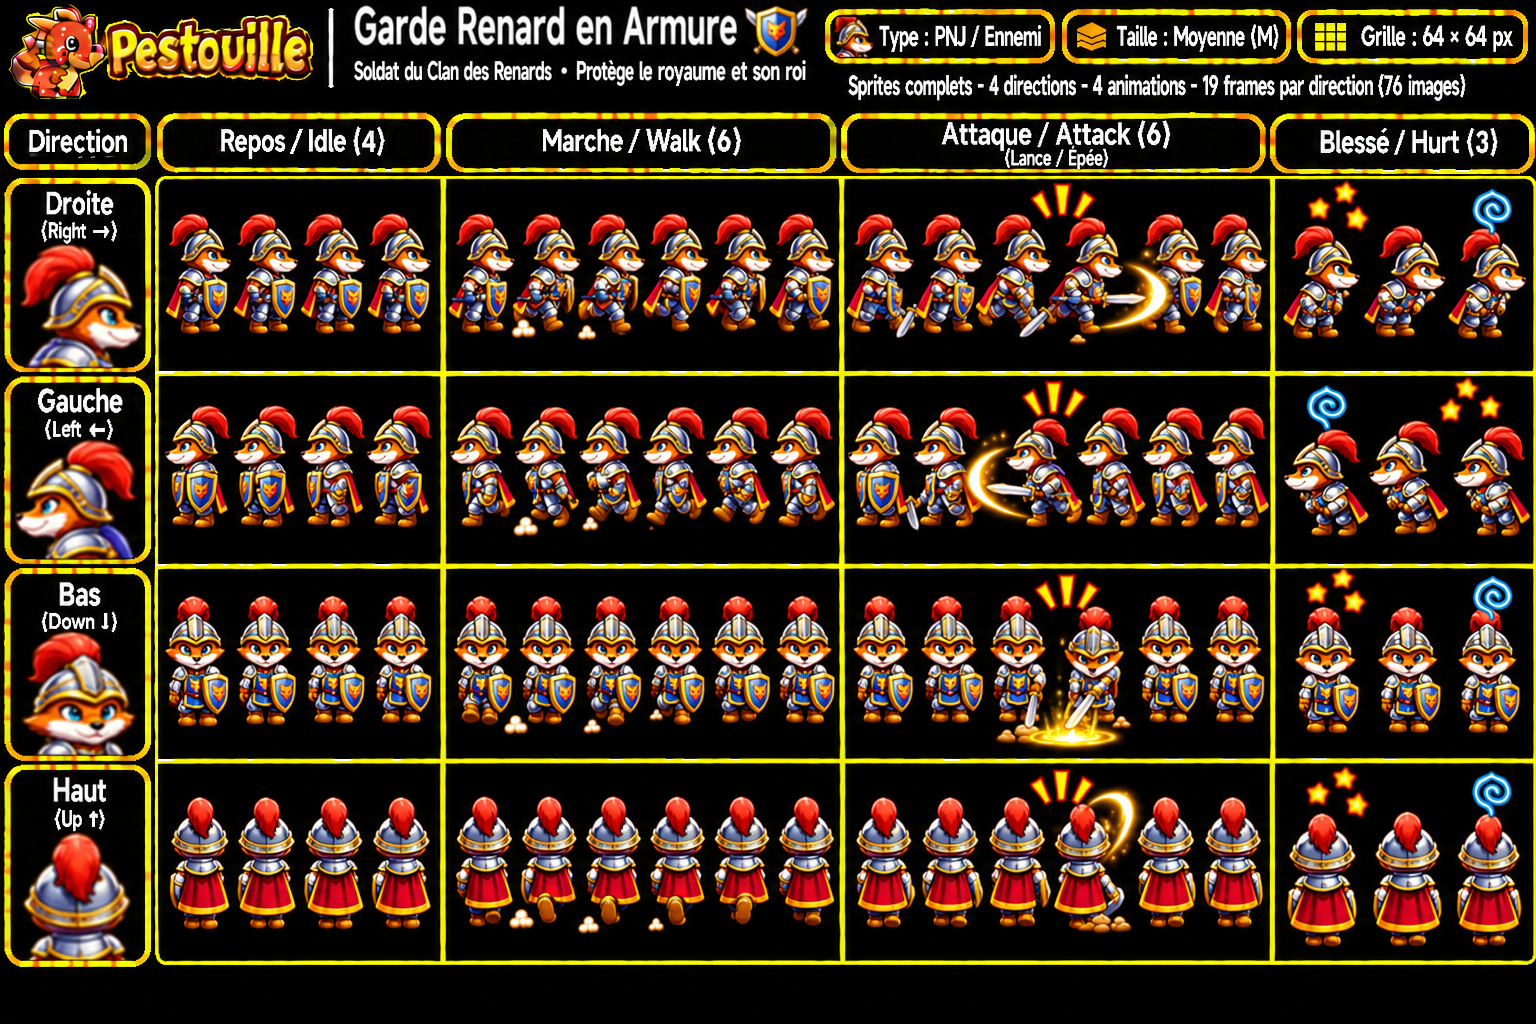 Pestouille
Garde Renard en Armure
Soldat du Clan des Renards • Protège le royaume et son roi
Type : PNJ / Ennemi
Taille : Moyenne (M)
Grille : 64 × 64 px
Sprites complets - 4 directions - 4 animations - 19 frames par direction (76 images)
Direction
Repos / Idle (4)
Marche / Walk (6)
Attaque / Attack (6)
(Lance / Épée)
Blessé / Hurt (3)
Droite
(Right →)
Gauche
(Left ←)
Bas
(Down ↓)
Haut
(Up ↑)